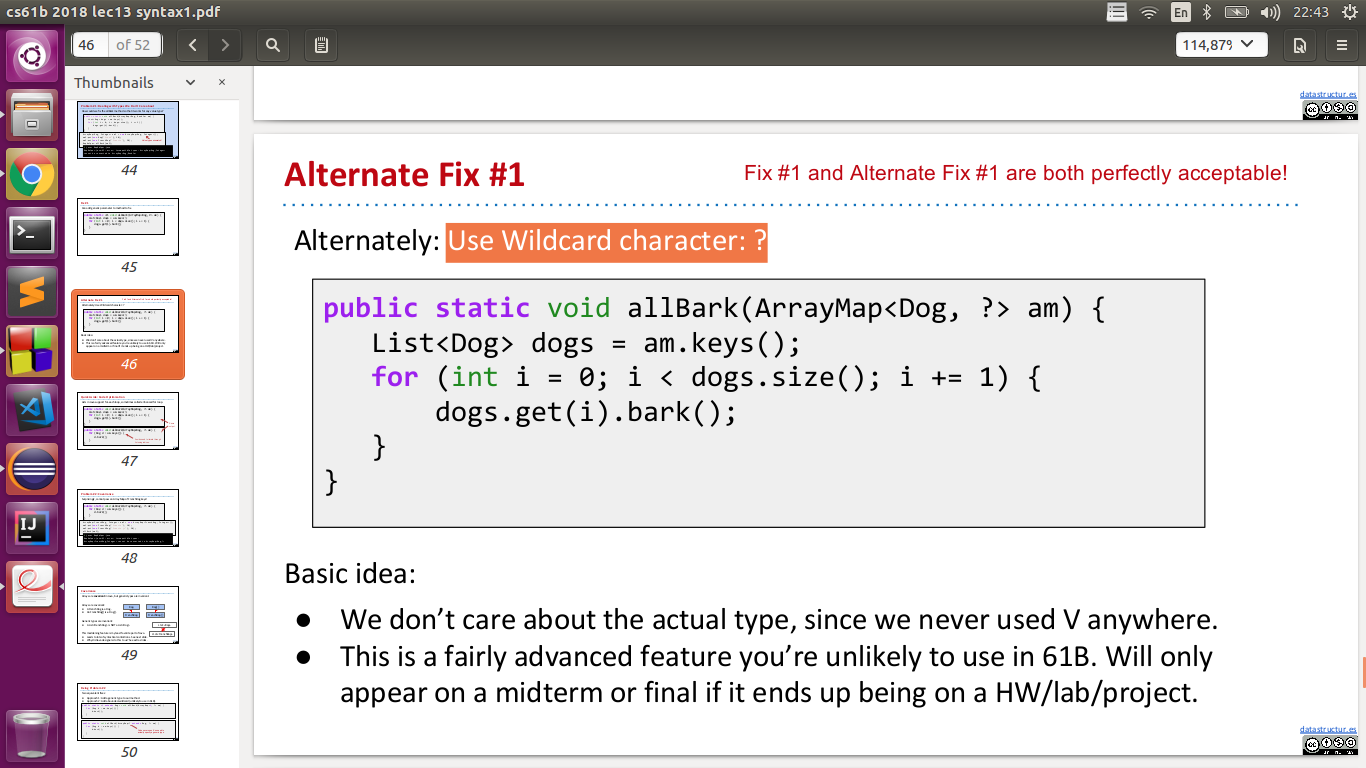 cs61b 2018 lec13 syntax1.pdf
En
22:43
46 of 52
114,87%
Thumbnails
44
45
46
47
48
49
50
datastructur.es
Alternate Fix #1
Fix #1 and Alternate Fix #1 are both perfectly acceptable!
Alternately: Use Wildcard character: ?
public static void allBark(ArrayMap<Dog, ?> am) {
List<Dog> dogs = am.keys();
for (int i = 0; i < dogs.size(); i += 1) {
dogs.get(i).bark();
}
}
Basic idea:
● We don’t care about the actual type, since we never used V anywhere.
● This is a fairly advanced feature you’re unlikely to use in 61B. Will only
appear on a midterm or final if it ends up being on a HW/lab/project.
datastructur.es